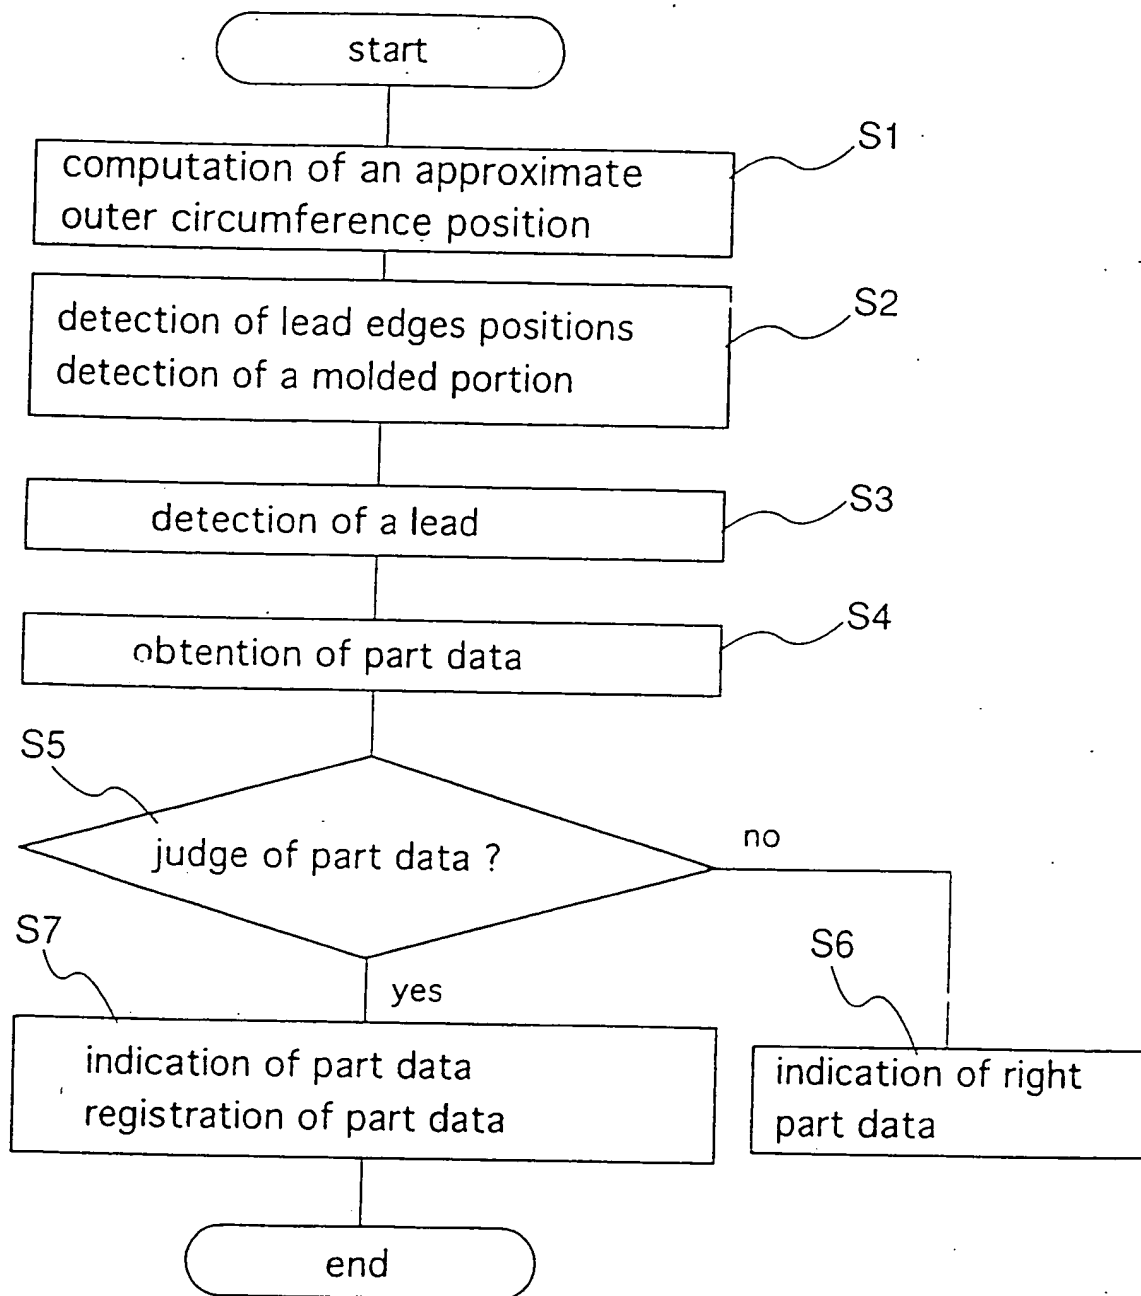 start
S1
computation of an approximate
outer circumference position
S2
detection of lead edges positions
detection of a molded portion
S3
detection of a lead
S4
obtention of part data
S5
judge of part data ?
no
S7
yes
S6
indication of part data
registration of part data
indication of right
part data
end